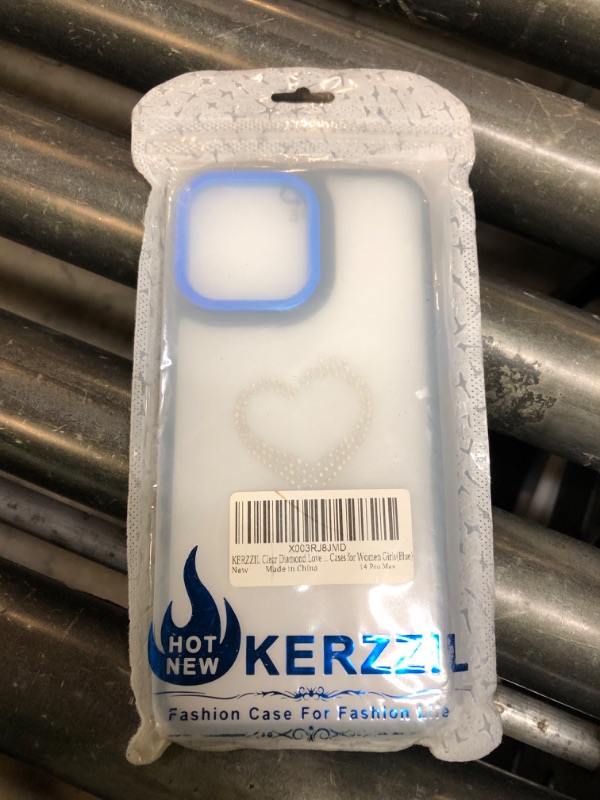 X003RJ8JMD
KERZZIL Clear Diamond Love ... Cases for Women Girls(Blue)
New Made in China 14 Pro Max
HOT
NEW
KERZZIL
Fashion Case For Fashion Life